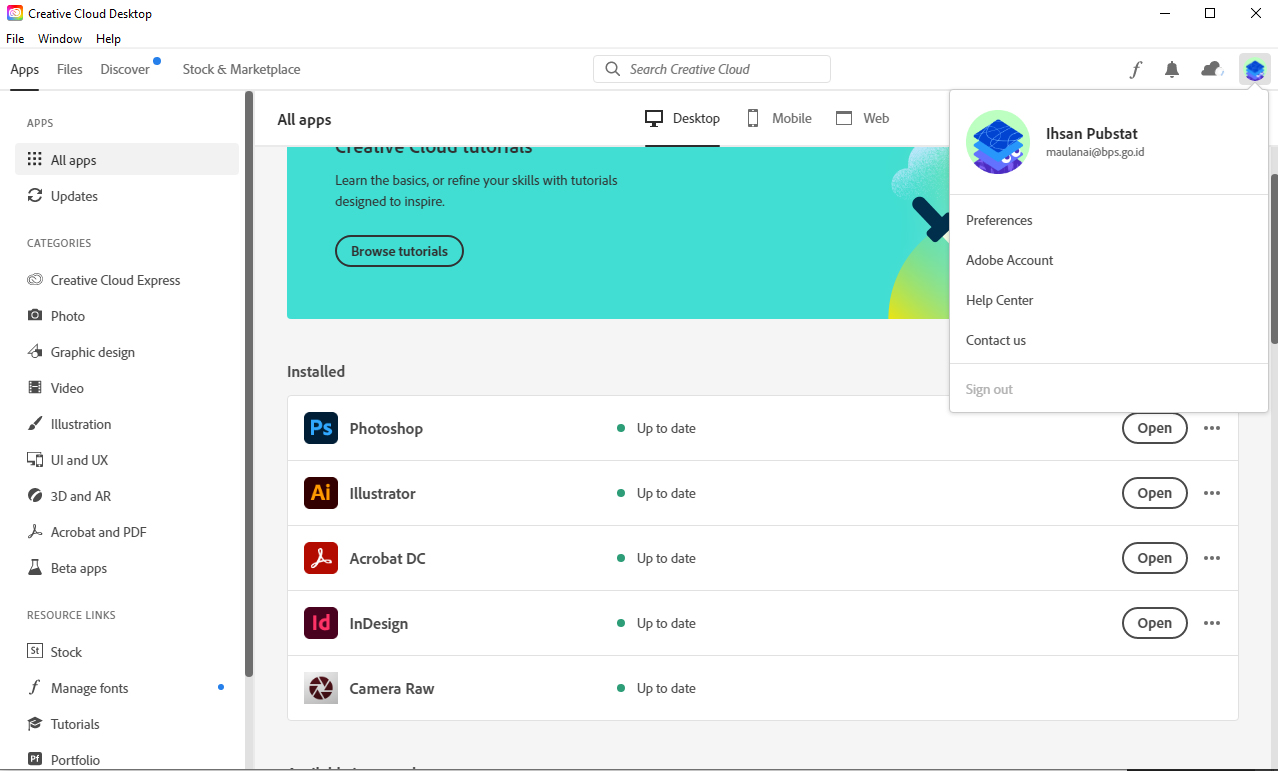 Creative Cloud Desktop
File Window Help
Apps Files Discover Stock & Marketplace
Search Creative Cloud
APPS
All apps
Updates
CATEGORIES
Creative Cloud Express
Photo
Graphic design
Video
Illustration
UI and UX
3D and AR
Acrobat and PDF
Beta apps
RESOURCE LINKS
St Stock
Manage fonts
Tutorials
Pf Portfolio
All apps
Desktop Mobile Web
Creative Cloud tutorials
Learn the basics, or refine your skills with tutorials
designed to inspire.
Browse tutorials
Installed
Ps Photoshop Up to date Open
Ai Illustrator Up to date Open
Acrobat DC Up to date Open
Id InDesign Up to date Open
Camera Raw Up to date
Ihsan Pubstat
maulanai@bps.go.id
Preferences
Adobe Account
Help Center
Contact us
Sign out